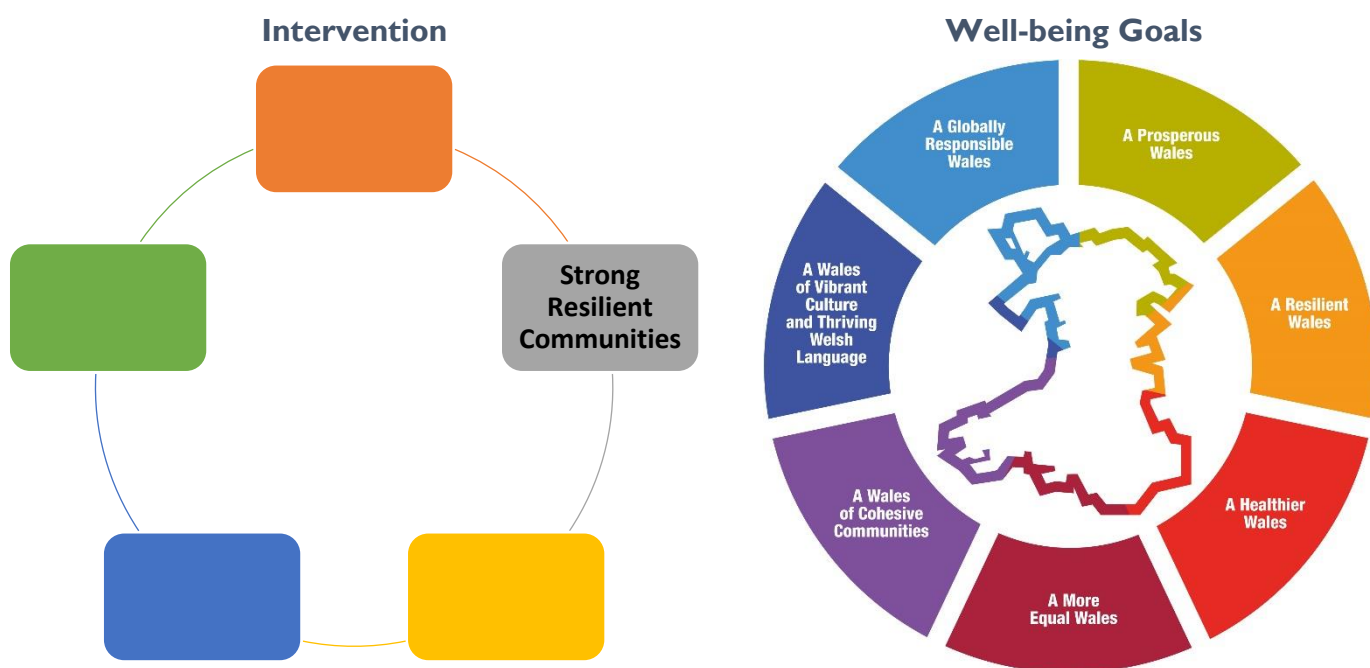 Intervention
Strong
Resilient
Communities
Well-being Goals
A Globally
Responsible
Wales
A Prosperous
Wales
A Resilient
Wales
A Healthier
Wales
A More
Equal Wales
A Wales
of Cohesive
Communities
A Wales
of Vibrant
Culture
and Thriving
Welsh
Language